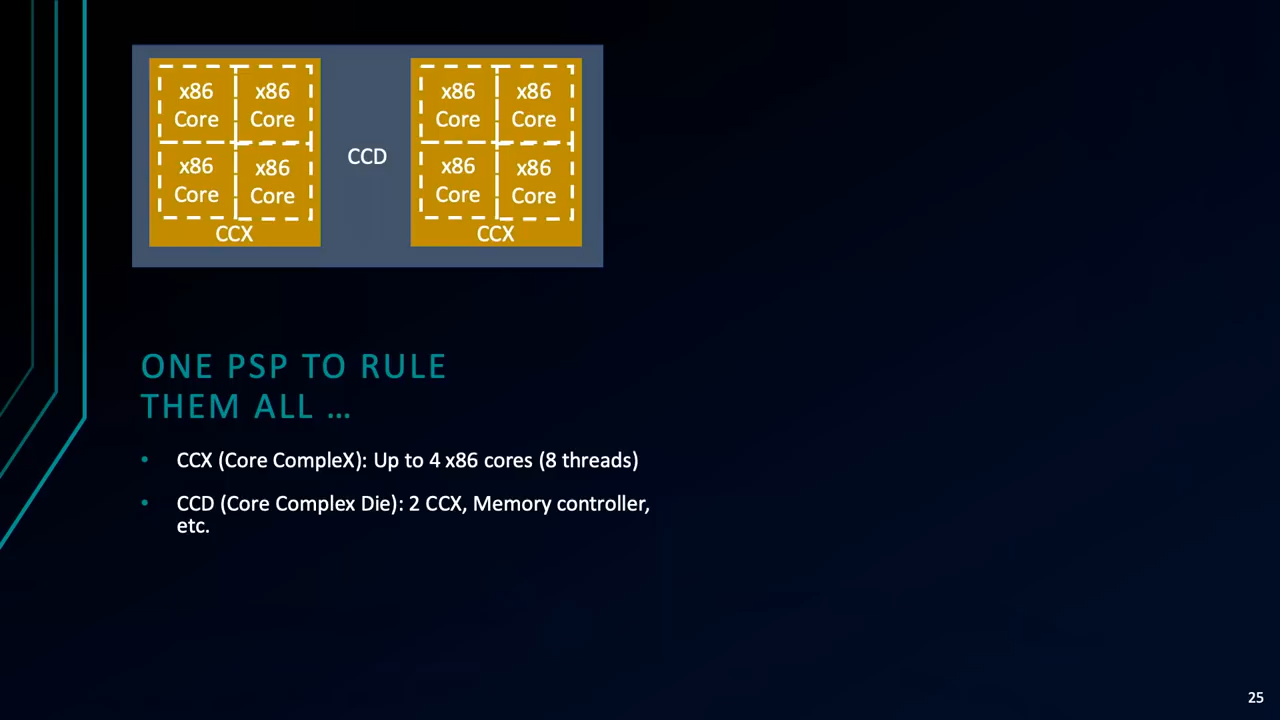 x86
Core
x86
Core
x86
Core
x86
Core
CCX
CCD
x86
Core
x86
Core
x86
Core
x86
Core
CCX
ONE PSP TO RULE
THEM ALL …
• CCX (Core CompleX): Up to 4 x86 cores (8 threads)
• CCD (Core Complex Die): 2 CCX, Memory controller,
etc.
25